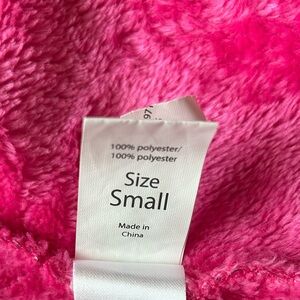 100% polyester/
100% polyester
Size
Small
Made in
China